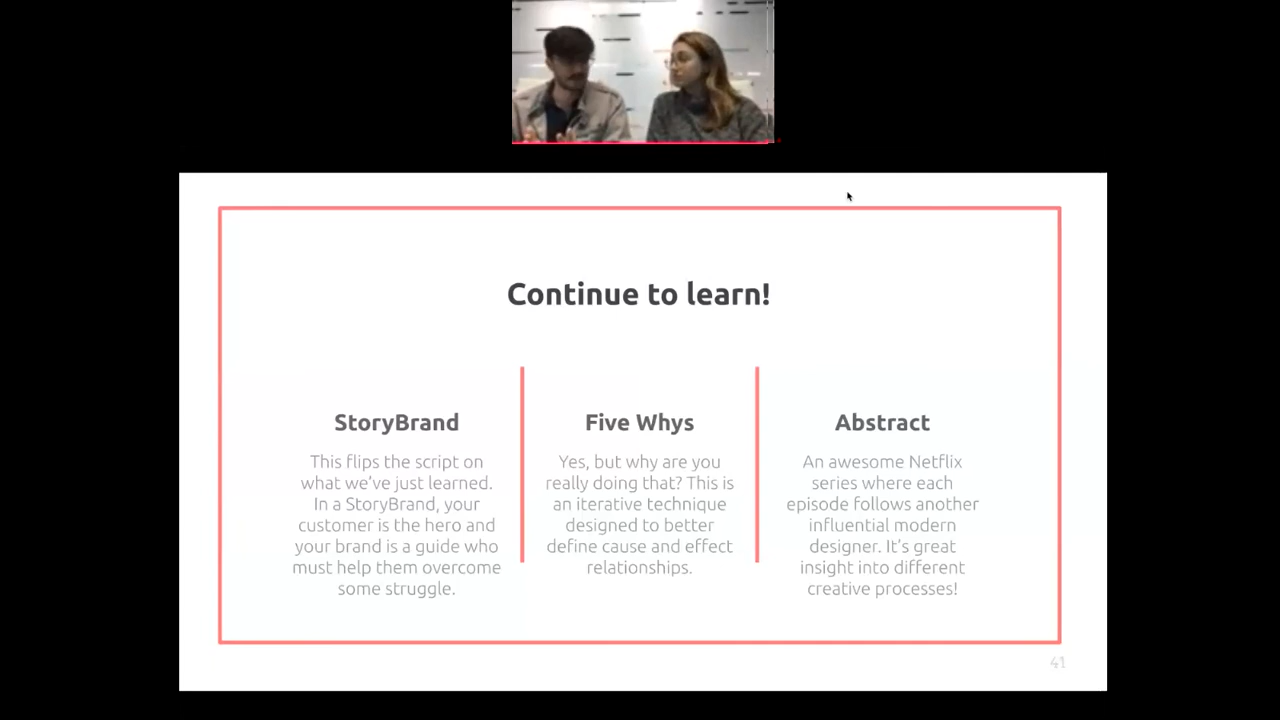 Continue to learn!
StoryBrand
This flips the script on
what we've just learned.
In a StoryBrand, your
customer is the hero and
your brand is a guide who
must help them overcome
some struggle.
Five Whys
Yes, but why are you
really doing that? This is
an iterative technique
designed to better
define cause and effect
relationships.
Abstract
An awesome Netflix
series where each
episode follows another
influential modern
designer. It's great
insight into different
creative processes!
41